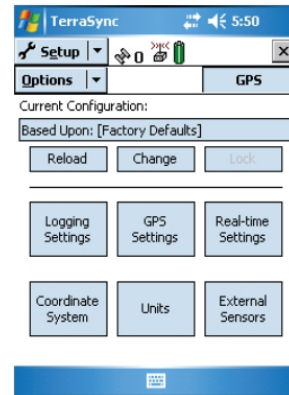 TerraSync 5:50
Setup 0
Options GPS
Current Configuration:
Based Upon: [Factory Defaults]
Reload Change Lock
Logging GPS Real-time
Settings Settings Settings
Coordinate Units External
System Sensors